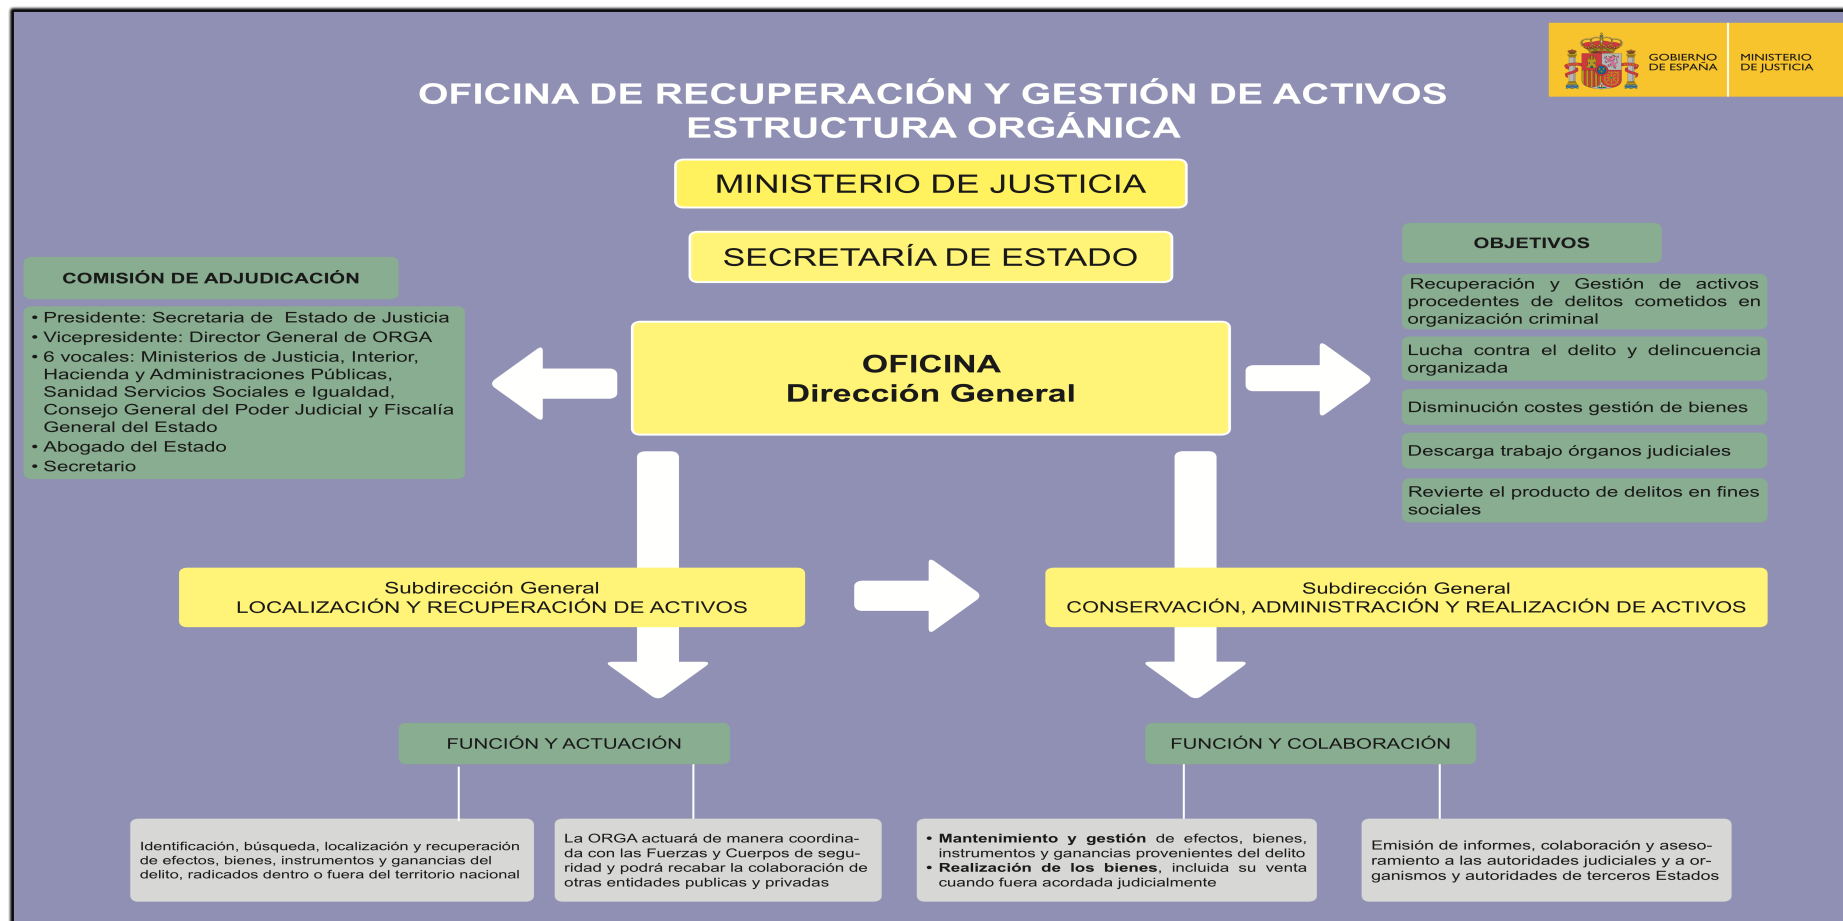 GOBIERNO
DE ESPAÑA
MINISTERIO
DE JUSTICIA
OFICINA DE RECUPERACIÓN Y GESTIÓN DE ACTIVOS
ESTRUCTURA ORGÁNICA
MINISTERIO DE JUSTICIA
SECRETARÍA DE ESTADO
OFICINA
Dirección General
COMISIÓN DE ADJUDICACIÓN
• Presidente: Secretaria de Estado de Justicia
• Vicepresidente: Director General de ORGA
• 6 vocales: Ministerios de Justicia, Interior,
Hacienda y Administraciones Públicas,
Sanidad Servicios Sociales e Igualdad,
Consejo General del Poder Judicial y Fiscalía
General del Estado
• Abogado del Estado
• Secretario
OBJETIVOS
Recuperación y Gestión de activos
procedentes de delitos cometidos en
organización criminal
Lucha contra el delito y delincuencia
organizada
Disminución costes gestión de bienes
Descarga trabajo órganos judiciales
Revierte el producto de delitos en fines
sociales
Subdirección General
LOCALIZACIÓN Y RECUPERACIÓN DE ACTIVOS
Subdirección General
CONSERVACIÓN, ADMINISTRACIÓN Y REALIZACIÓN DE ACTIVOS
FUNCIÓN Y ACTUACIÓN
Identificación, búsqueda, localización y recuperación
de efectos, bienes, instrumentos y ganancias del
delito, radicados dentro o fuera del territorio nacional
La ORGA actuará de manera coordina-
da con las Fuerzas y Cuerpos de segu-
ridad y podrá recabar la colaboración de
otras entidades publicas y privadas
FUNCIÓN Y COLABORACIÓN
• Mantenimiento y gestión de efectos, bienes,
instrumentos y ganancias provenientes del delito
• Realización de los bienes, incluida su venta
cuando fuera acordada judicialmente
Emisión de informes, colaboración y aseso-
ramiento a las autoridades judiciales y a or-
ganismos y autoridades de terceros Estados